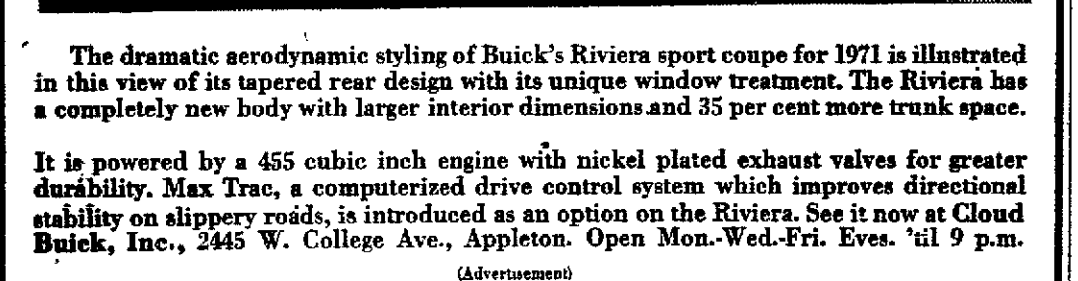 The dramatic aerodynamic styling of Buick's Riviera sport coupe for 1971 is illustrated
in this view of its tapered rear design with its unique window treatment. The Riviera has
a completely new body with larger interior dimensions and 35 per cent more trunk space.
It is powered by a 455 cubic inch engine with nickel plated exhaust valves for greater
durability. Max Trac, a computerized drive control system which improves directional
stability on slippery roads, is introduced as an option on the Riviera. See it now at Cloud
Buick, Inc., 2445 W. College Ave., Appleton. Open Mon.-Wed.-Fri. Eves. 'til 9 p.m.
(Advertisement)